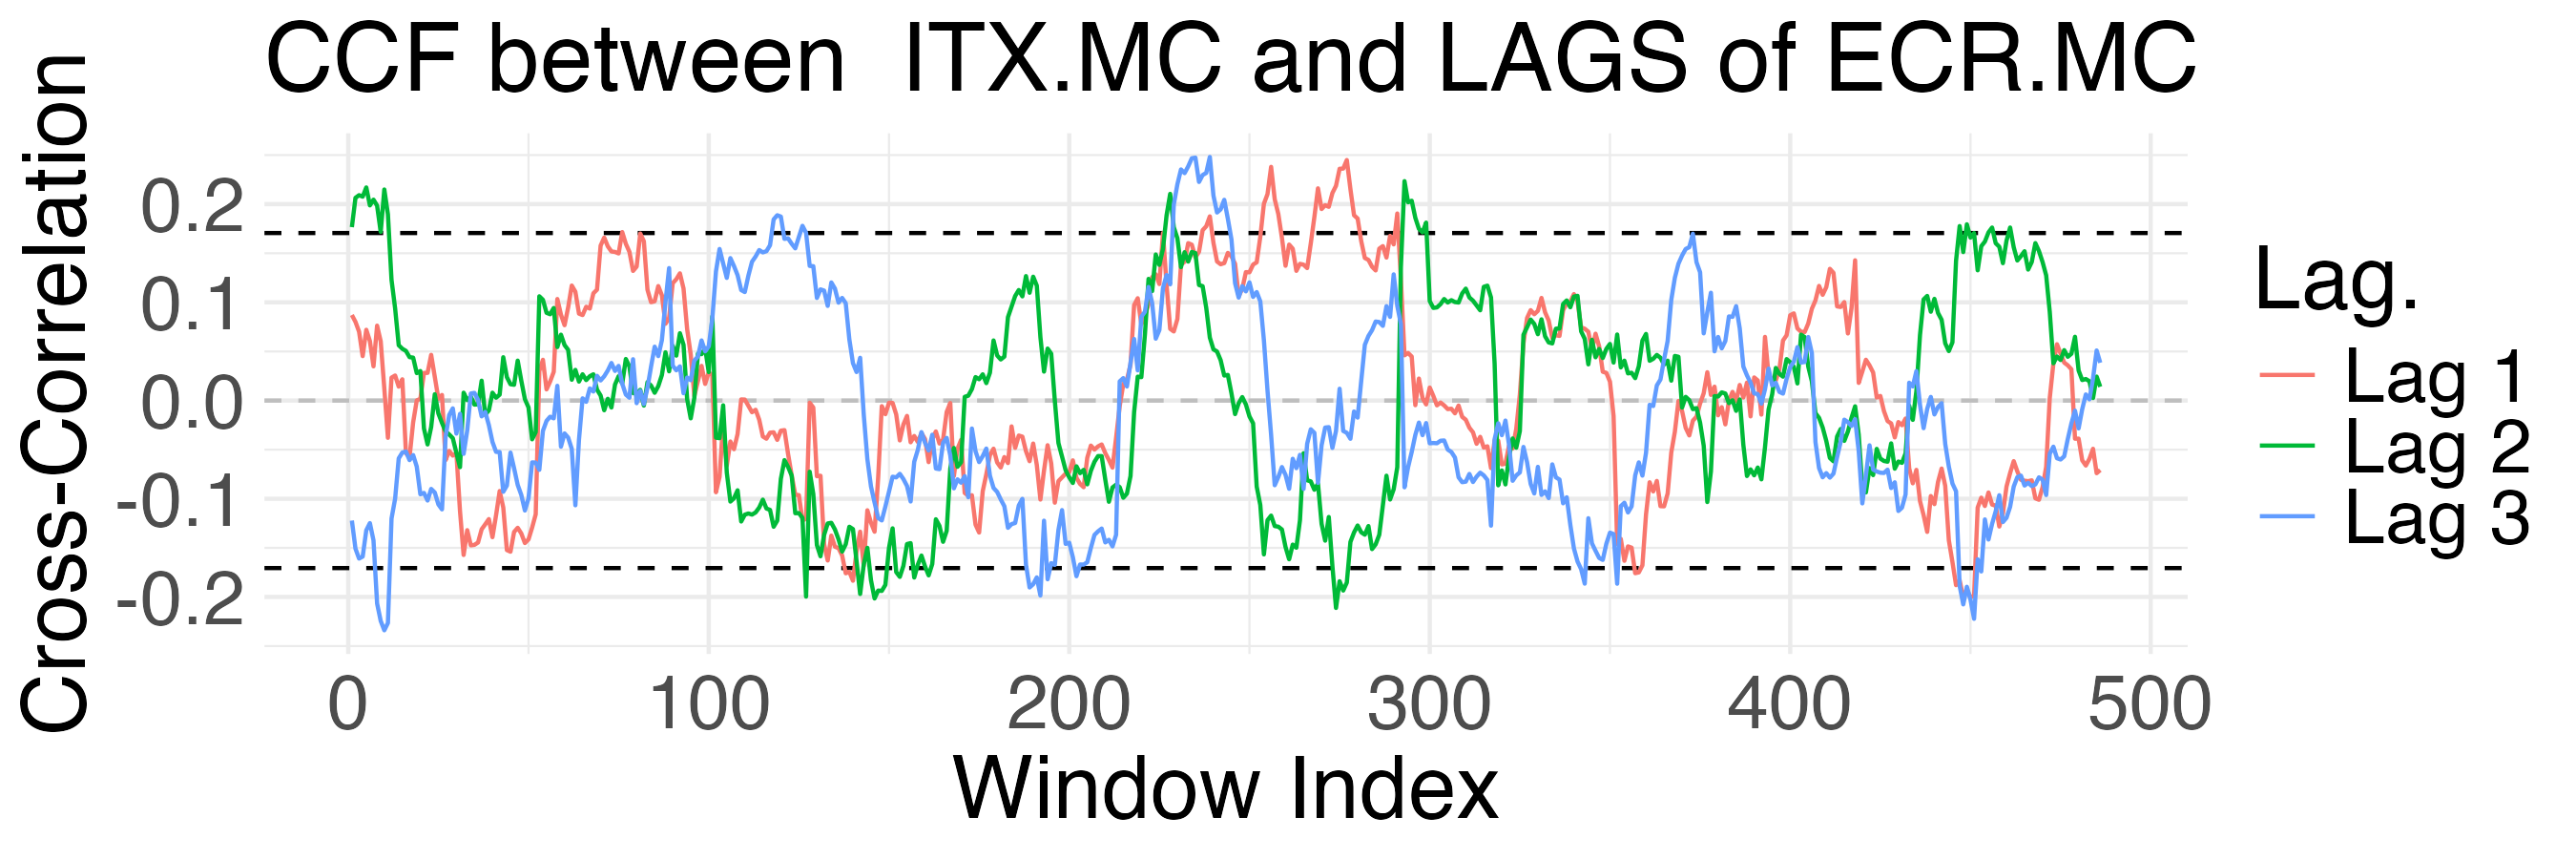 CCF between  ITX.MC and LAGS of ECR.MC
Cross-Correlation
0.2
0.1
0.0
-0.1
-0.2
0 100 200 300 400 500
Window Index
Lag.
Lag 1
Lag 2
Lag 3